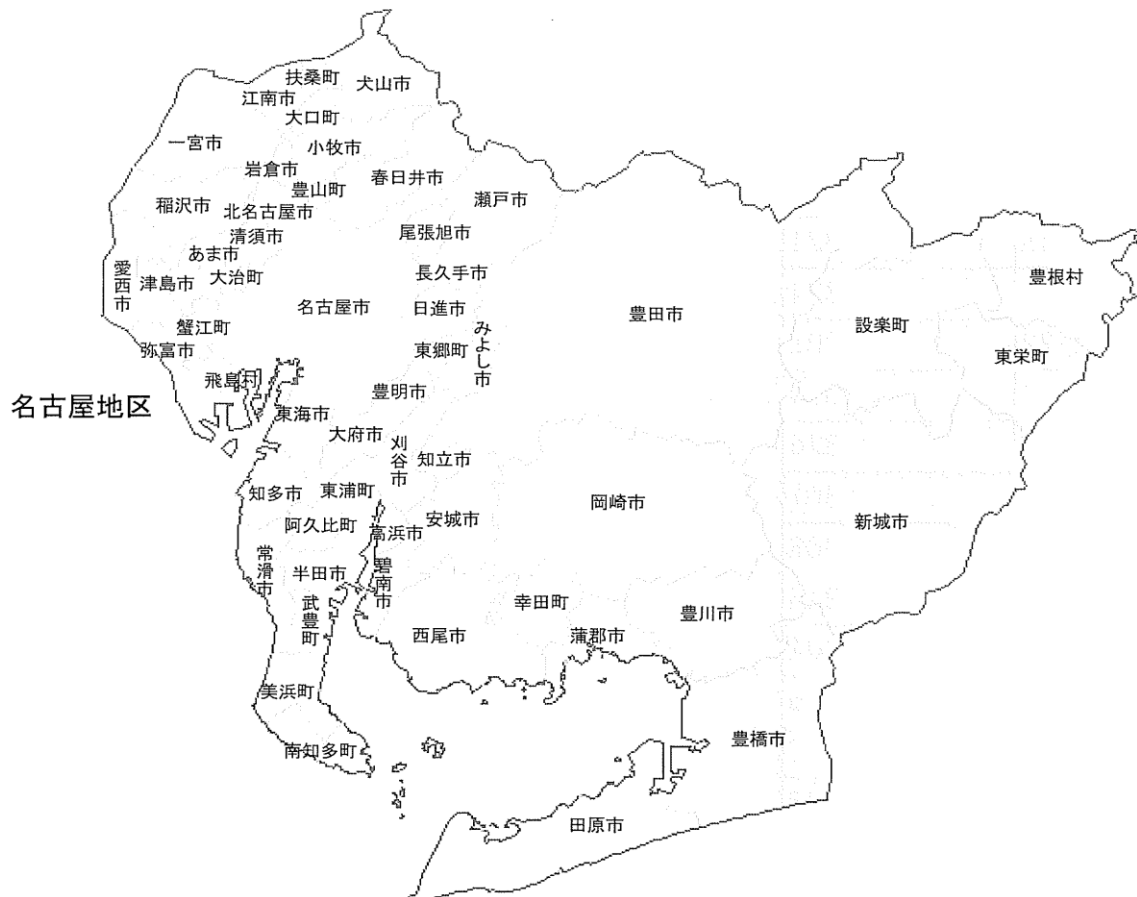 扶桑町
犬山市
江南市
大口町
一宮市
小牧市
岩倉市
春日井市
豊山町
瀬戸市
稲沢市
北名古屋市
尾張旭市
清須市
あま市
愛西市
津島市
大治町
長久手市
豊根村
名古屋市
日進市
豊田市
設楽町
蟹江町
みよし市
弥富市
東郷町
東栄町
飛島村
豊明市
名古屋地区
東海市
大府市
刈谷市
知立市
知多市
東浦町
岡崎市
阿久比町
高浜市
安城市
新城市
常滑市
半田市
碧南市
武豊町
幸田町
豊川市
西尾市
蒲郡市
美浜町
南知多町
豊橋市
田原市